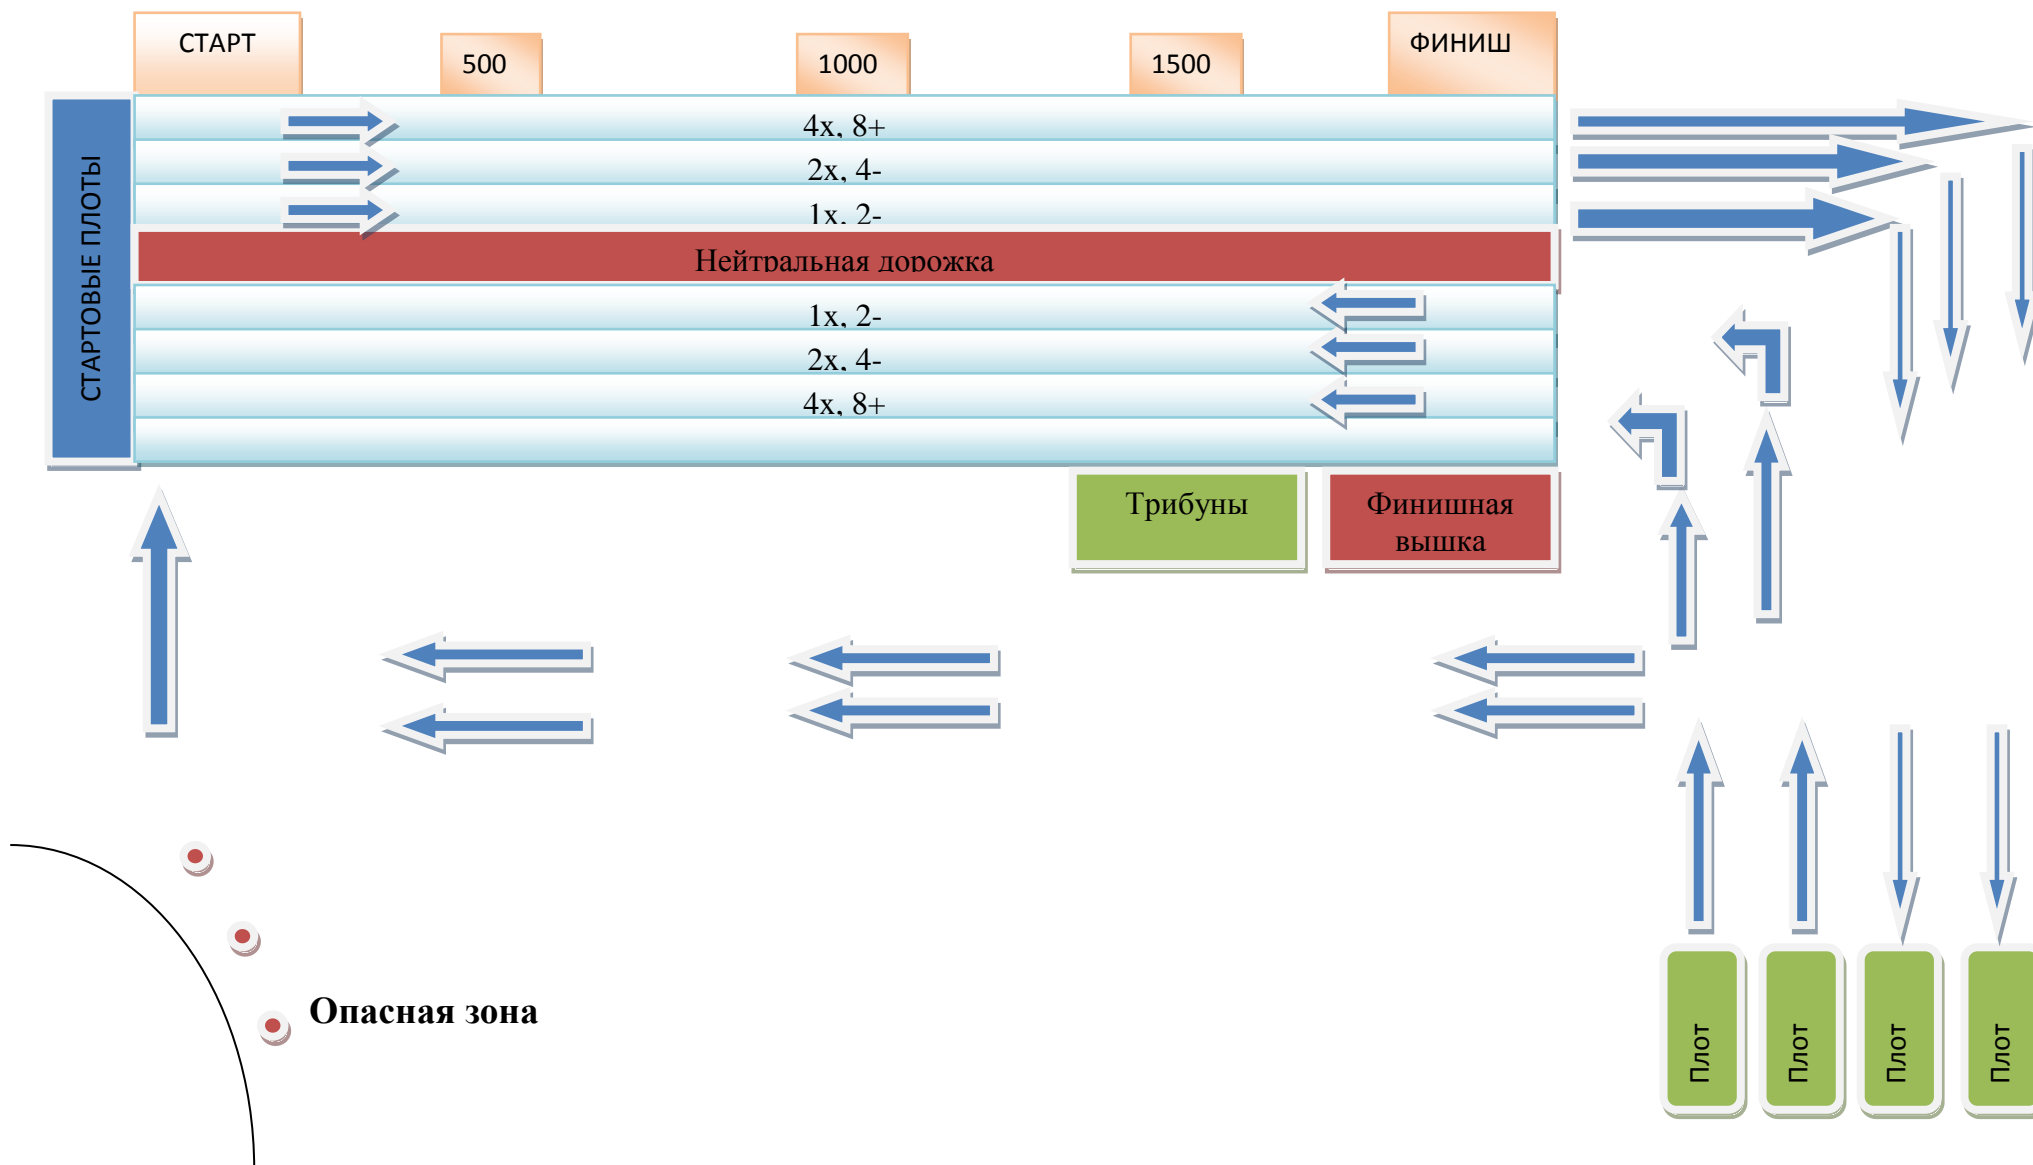 СТАРТ
500
1000
1500
ФИНИШ
СТАРТОВЫЕ ПЛОТЫ
4х, 8+
2х, 4-
1х, 2-
Нейтральная дорожка
1х, 2-
2х, 4-
4х, 8+
Трибуны
Финишная
вышка
Опасная зона
Плот
Плот
Плот
Плот